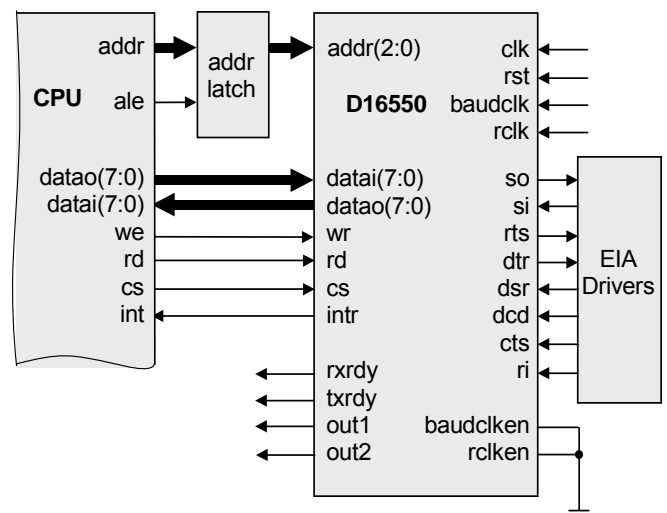 addr
addr
latch
addr(2:0)
clk
rst
CPU
ale
D16550
baudclk
rclk
datao(7:0)
datai(7:0)
so
datai(7:0)
datao(7:0)
si
we
wr
rts
rd
rd
dtr
EIA
Drivers
cs
cs
dsr
int
intr
dcd
cts
rxrdy
ri
txrdy
out1
baudclken
out2
rclken